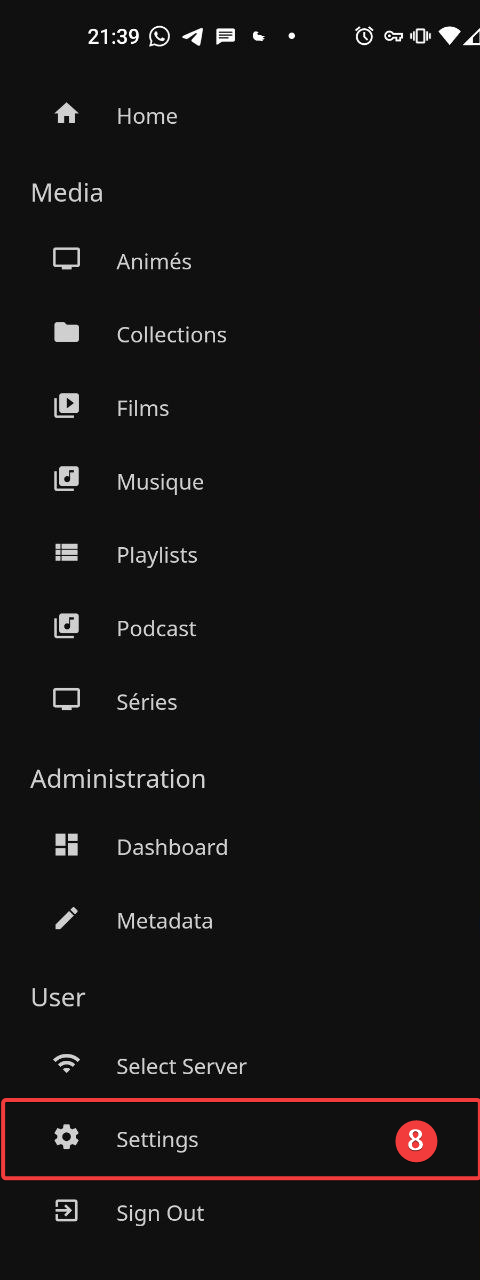 21:39
Home
Media
Animés
Collections
Films
Musique
Playlists
Podcast
Séries
Administration
Dashboard
Metadata
User
Select Server
Settings 8
Sign Out